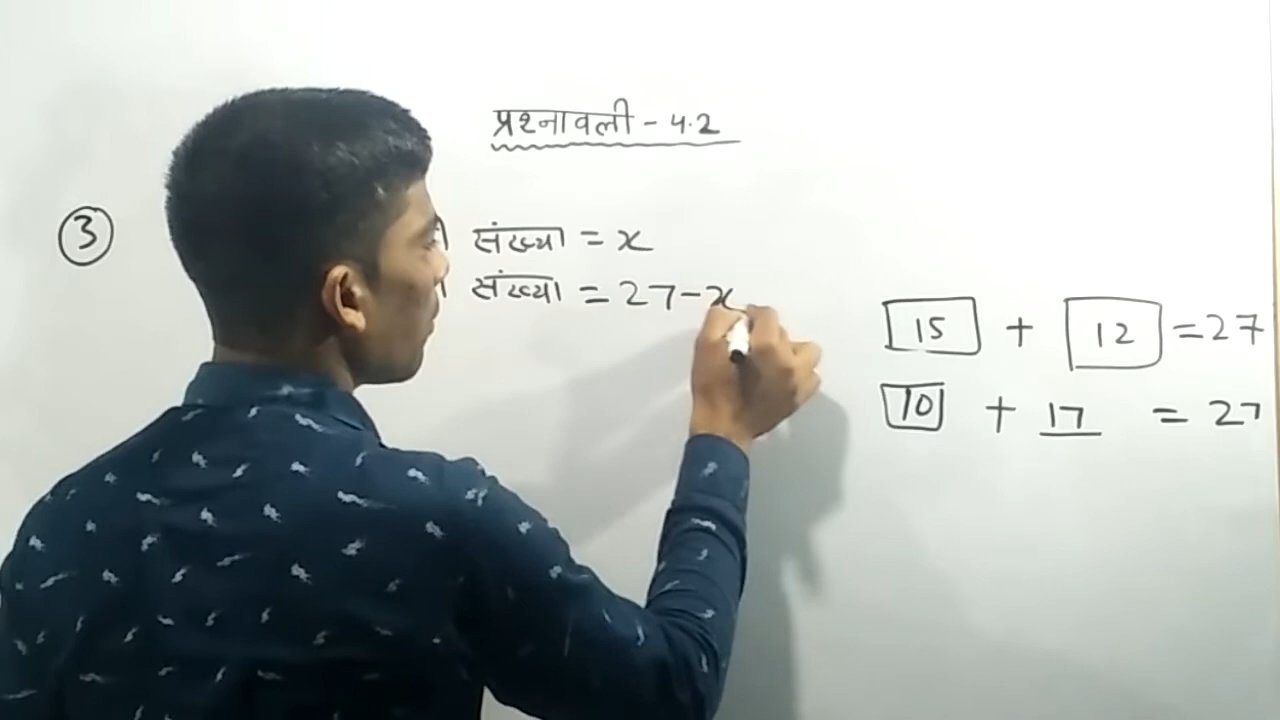 प्रश्नावली - 4.2
③
संख्या = x
संख्या = 27-x
15 + 12 = 27
10 + 17 = 27